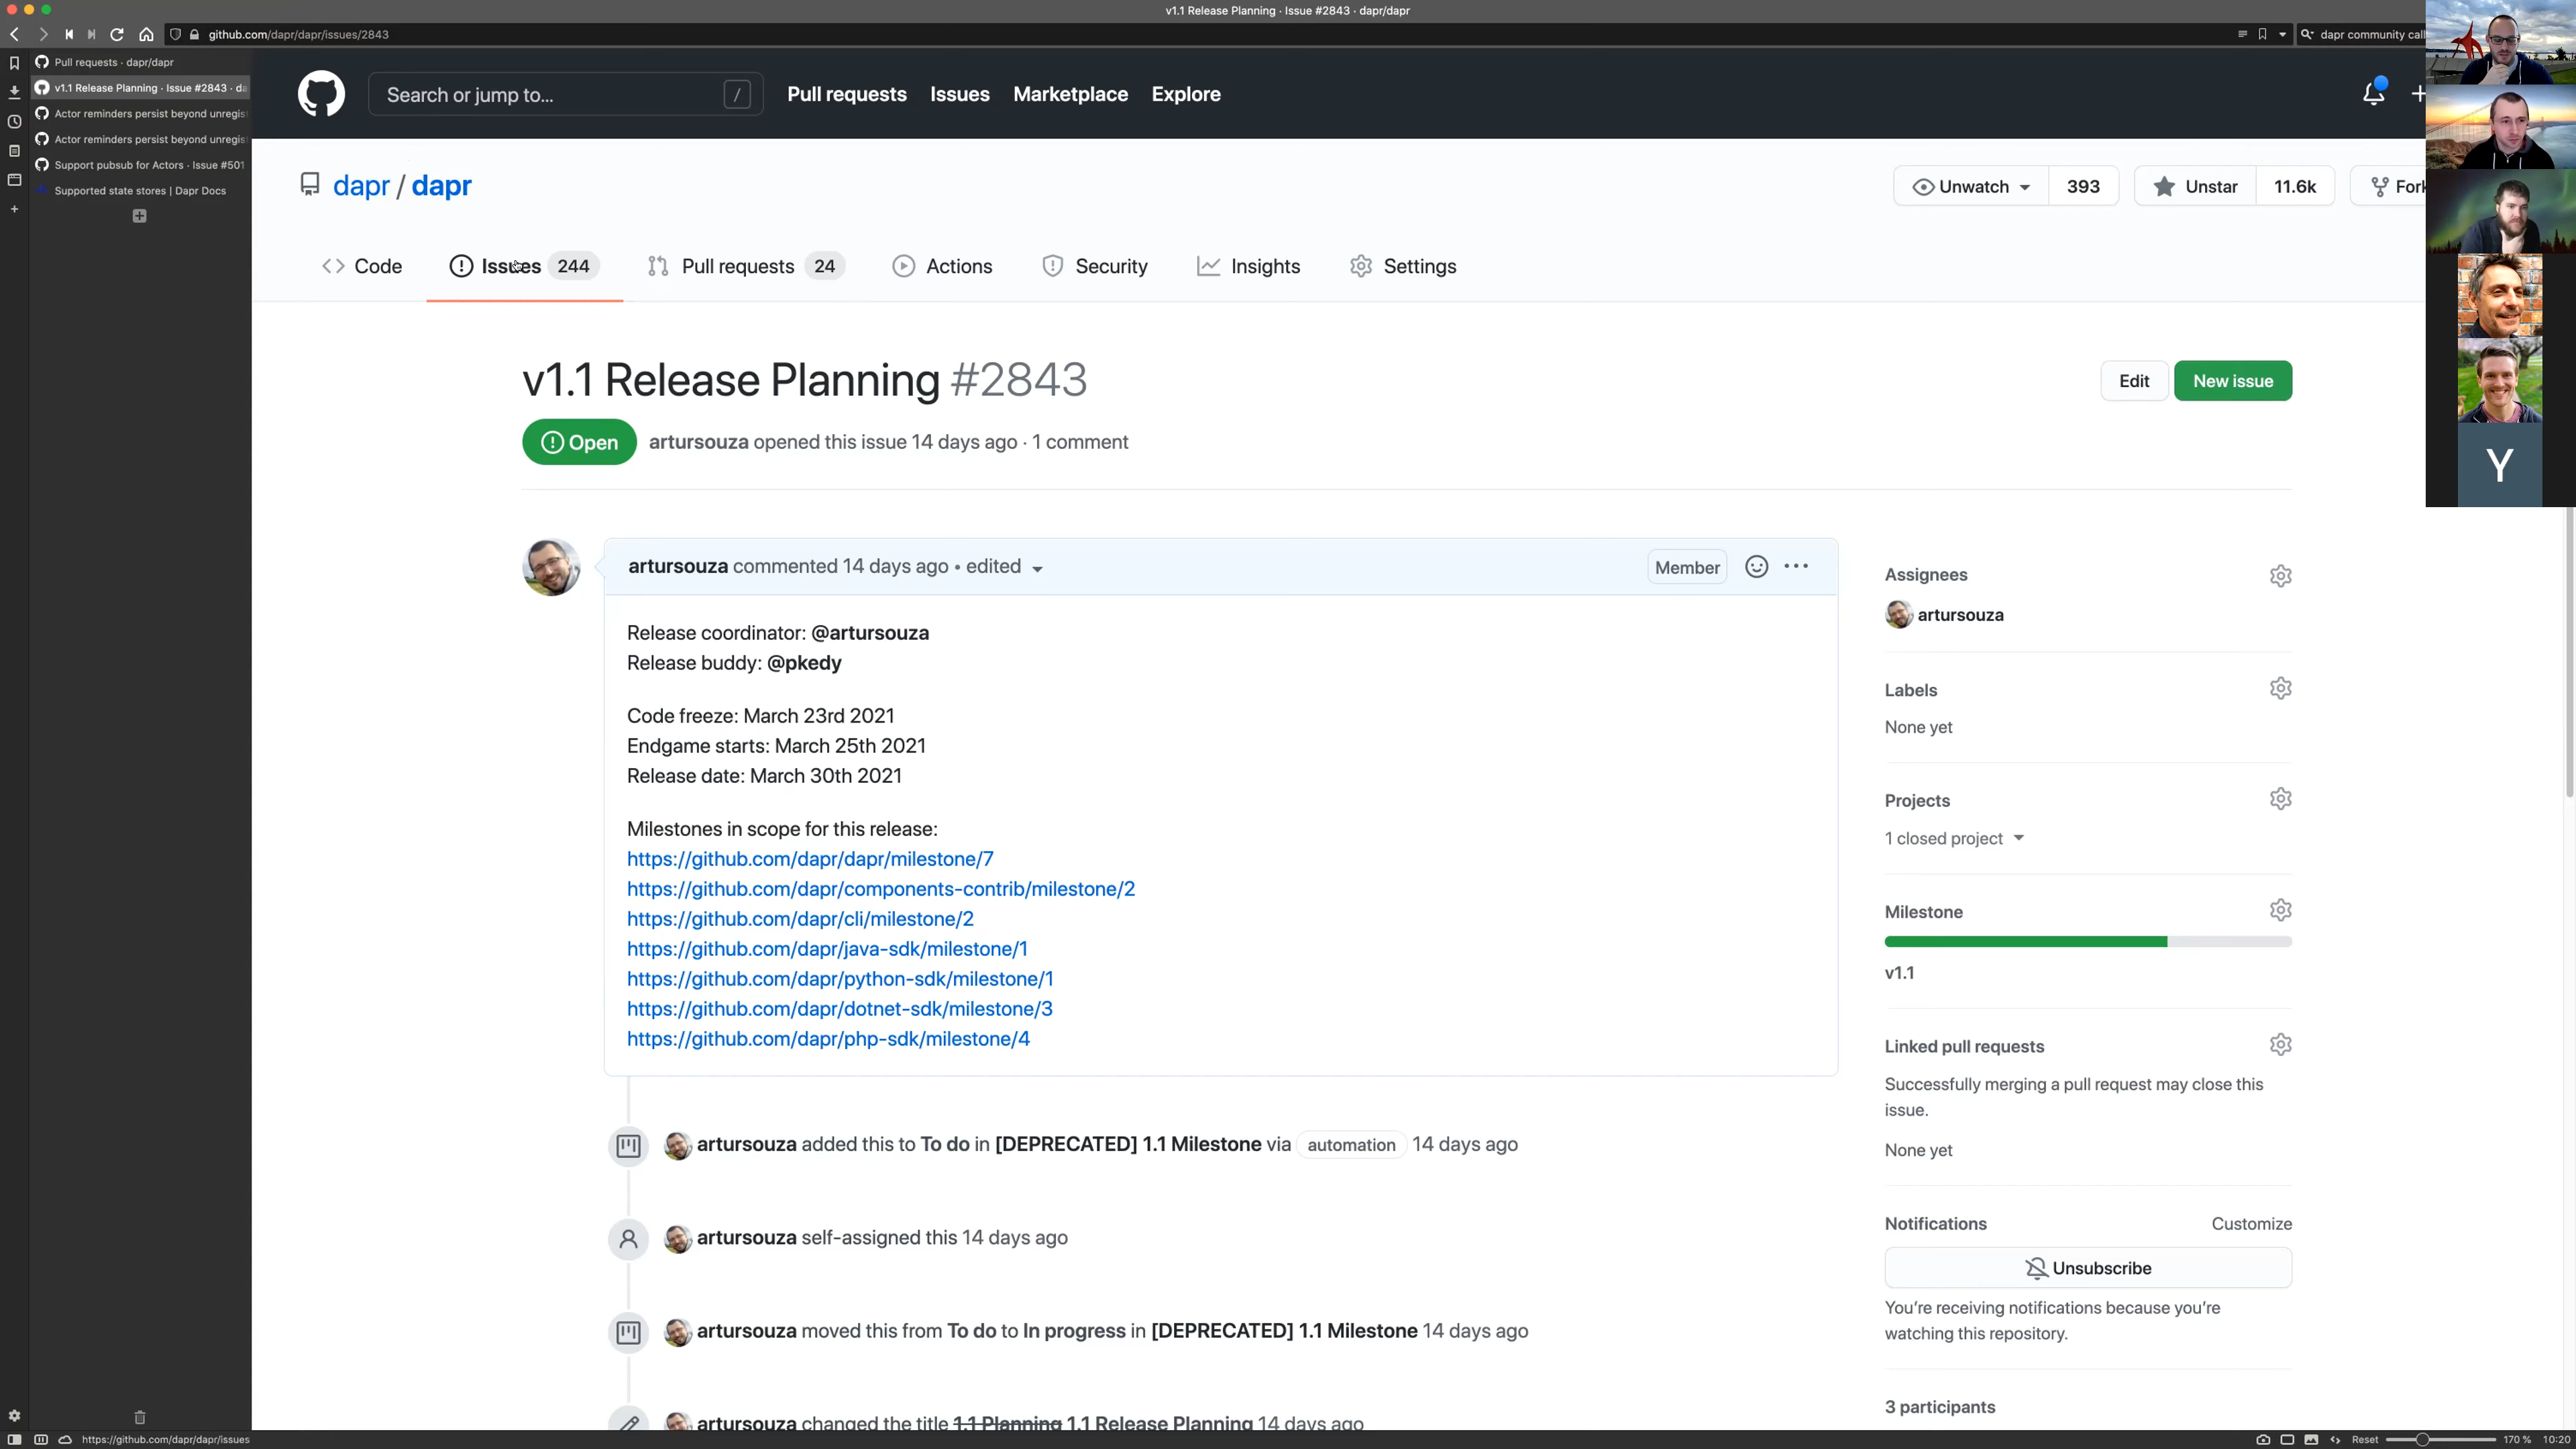 v1.1 Release Planning · Issue #2843 · dapr/dapr
github.com/dapr/dapr/issues/2843
dapr community call
Pull requests · dapr/dapr
v1.1 Release Planning · Issue #2843 · da
Actor reminders persist beyond unregis
Actor reminders persist beyond unregis
Support pubsub for Actors · Issue #501
Supported state stores | Dapr Docs
Search or jump to... /
Pull requests Issues Marketplace Explore
dapr / dapr
Unwatch 393 Unstar 11.6k Fork
Code Issues 244 Pull requests 24 Actions Security Insights Settings
v1.1 Release Planning #2843
Edit New issue
Open artursouza opened this issue 14 days ago · 1 comment
Y
artursouza commented 14 days ago • edited Member
Release coordinator: @artursouza
Release buddy: @pkedy
Code freeze: March 23rd 2021
Endgame starts: March 25th 2021
Release date: March 30th 2021
Milestones in scope for this release:
https://github.com/dapr/dapr/milestone/7
https://github.com/dapr/components-contrib/milestone/2
https://github.com/dapr/cli/milestone/2
https://github.com/dapr/java-sdk/milestone/1
https://github.com/dapr/python-sdk/milestone/1
https://github.com/dapr/dotnet-sdk/milestone/3
https://github.com/dapr/php-sdk/milestone/4
artursouza added this to To do in [DEPRECATED] 1.1 Milestone via automation 14 days ago
artursouza self-assigned this 14 days ago
artursouza moved this from To do to In progress in [DEPRECATED] 1.1 Milestone 14 days ago
artursouza changed the title 1.1 Planning 1.1 Release Planning 14 days ago
Assignees
artursouza
Labels
None yet
Projects
1 closed project
Milestone
v1.1
Linked pull requests
Successfully merging a pull request may close this
issue.
None yet
Notifications Customize
Unsubscribe
You're receiving notifications because you're
watching this repository.
3 participants
https://github.com/dapr/dapr/issues
Reset 170 % 10:20